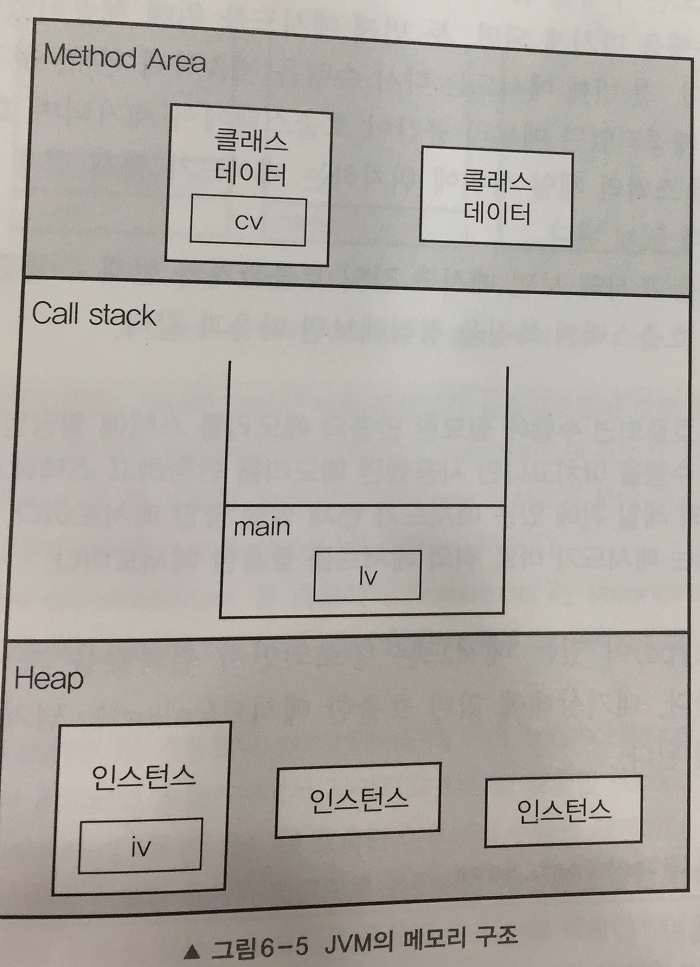 Method Area
클래스
데이터
cv
클래스
데이터
Call stack
main
lv
Heap
인스턴스
iv
인스턴스
인스턴스
▲ 그림6-5 JVM의 메모리 구조